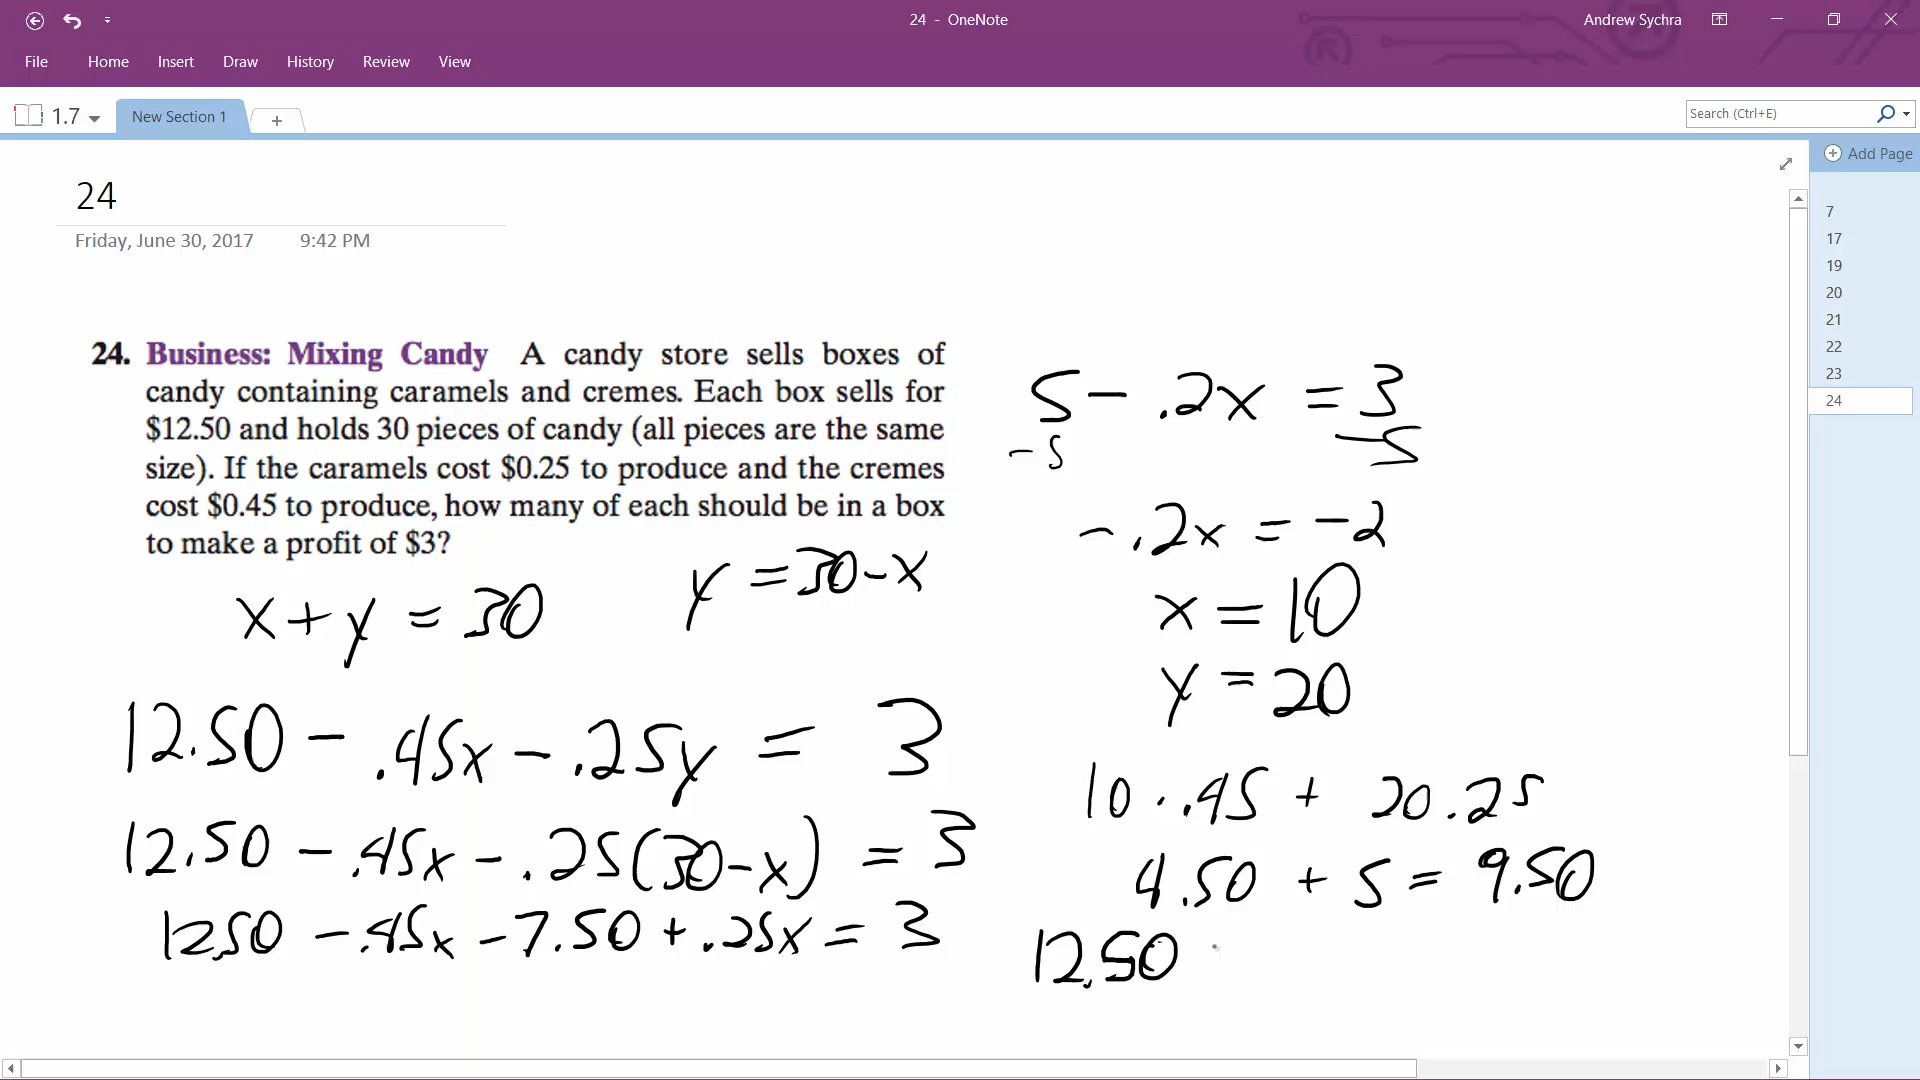 24 - OneNote
Andrew Sychra
File Home Insert Draw History Review View
1.7 New Section 1 +
Search (Ctrl+E)
Add Page
24
Friday, June 30, 2017 9:42 PM
7
17
19
20
21
22
23
24
24. Business: Mixing Candy A candy store sells boxes of
candy containing caramels and cremes. Each box sells for
$12.50 and holds 30 pieces of candy (all pieces are the same
size). If the caramels cost $0.25 to produce and the cremes
cost $0.45 to produce, how many of each should be in a box
to make a profit of $3?
x + y = 30
y = 30 - x
12.50 - .45x - .25y = 3
12.50 - .45x - .25(30 - x) = 3
12.50 - .45x - 7.50 + .25x = 3
5 - .2x = 3
-5 -5
- .2x = -2
x = 10
y = 20
10 · .45 + 20 .25
4.50 + 5 = 9.50
12.50